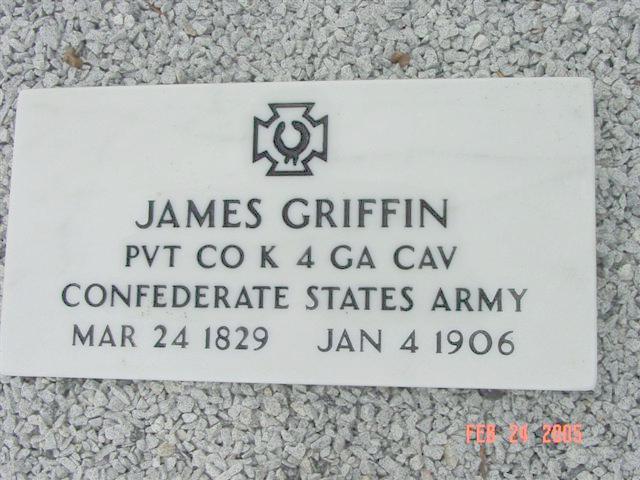 JAMES GRIFFIN
PVT CO K 4 GA CAV
CONFEDERATE STATES ARMY
MAR 24 1829 JAN 4 1906
FEB 24 2005